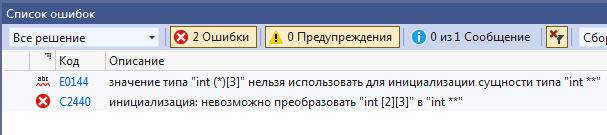 Список ошибок
Все решение
2 Ошибки
0 Предупреждения
0 из 1 Сообщение
Сбор
Код Описание
abc E0144 значение типа "int (*)[3]" нельзя использовать для инициализации сущности типа "int **"
C2440 инициализация: невозможно преобразовать "int [2][3]" в "int **"